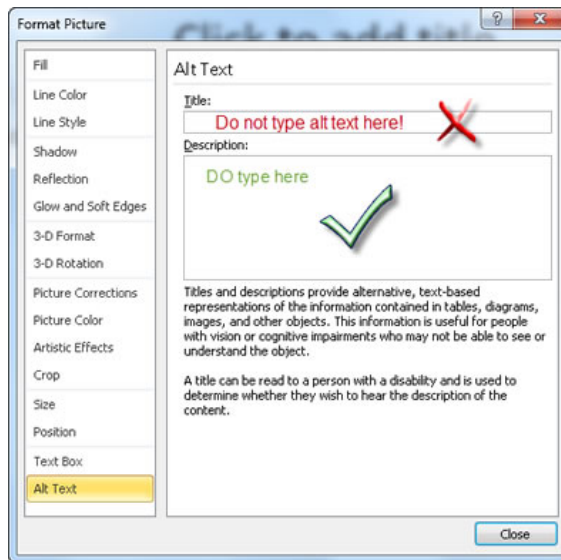 Format Picture
Click to add title
Fill
Line Color
Line Style
Shadow
Reflection
Glow and Soft Edges
3-D Format
3-D Rotation
Picture Corrections
Picture Color
Artistic Effects
Crop
Size
Position
Text Box
Alt Text
Alt Text
Title:
Do not type alt text here!
Description:
DO type here
Titles and descriptions provide alternative, text-based
representations of the information contained in tables, diagrams,
images, and other objects. This information is useful for people
with vision or cognitive impairments who may not be able to see or
understand the object.
A title can be read to a person with a disability and is used to
determine whether they wish to hear the description of the
content.
Close